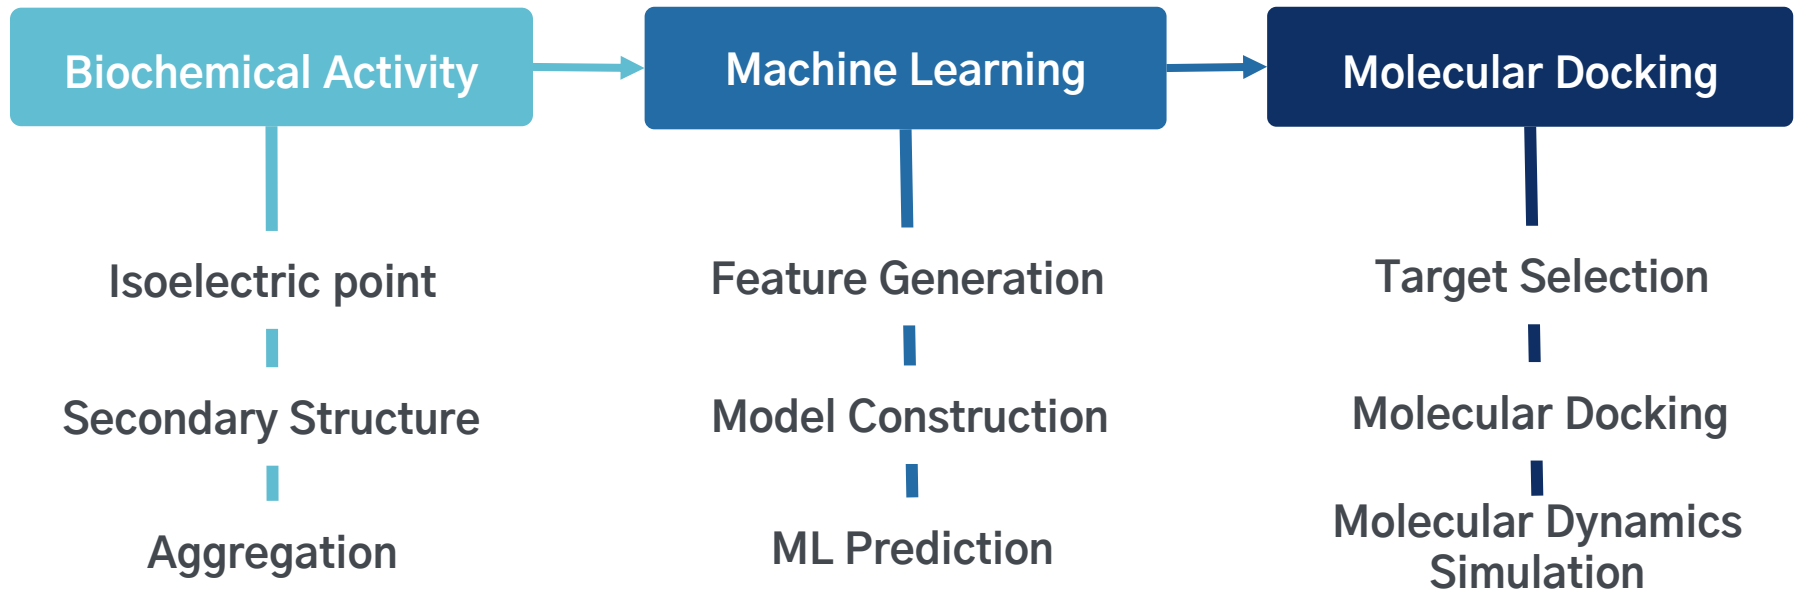 Biochemical Activity
Machine Learning
Molecular Docking
Isoelectric point
Secondary Structure
Aggregation
Feature Generation
Model Construction
ML Prediction
Target Selection
Molecular Docking
Molecular Dynamics
Simulation